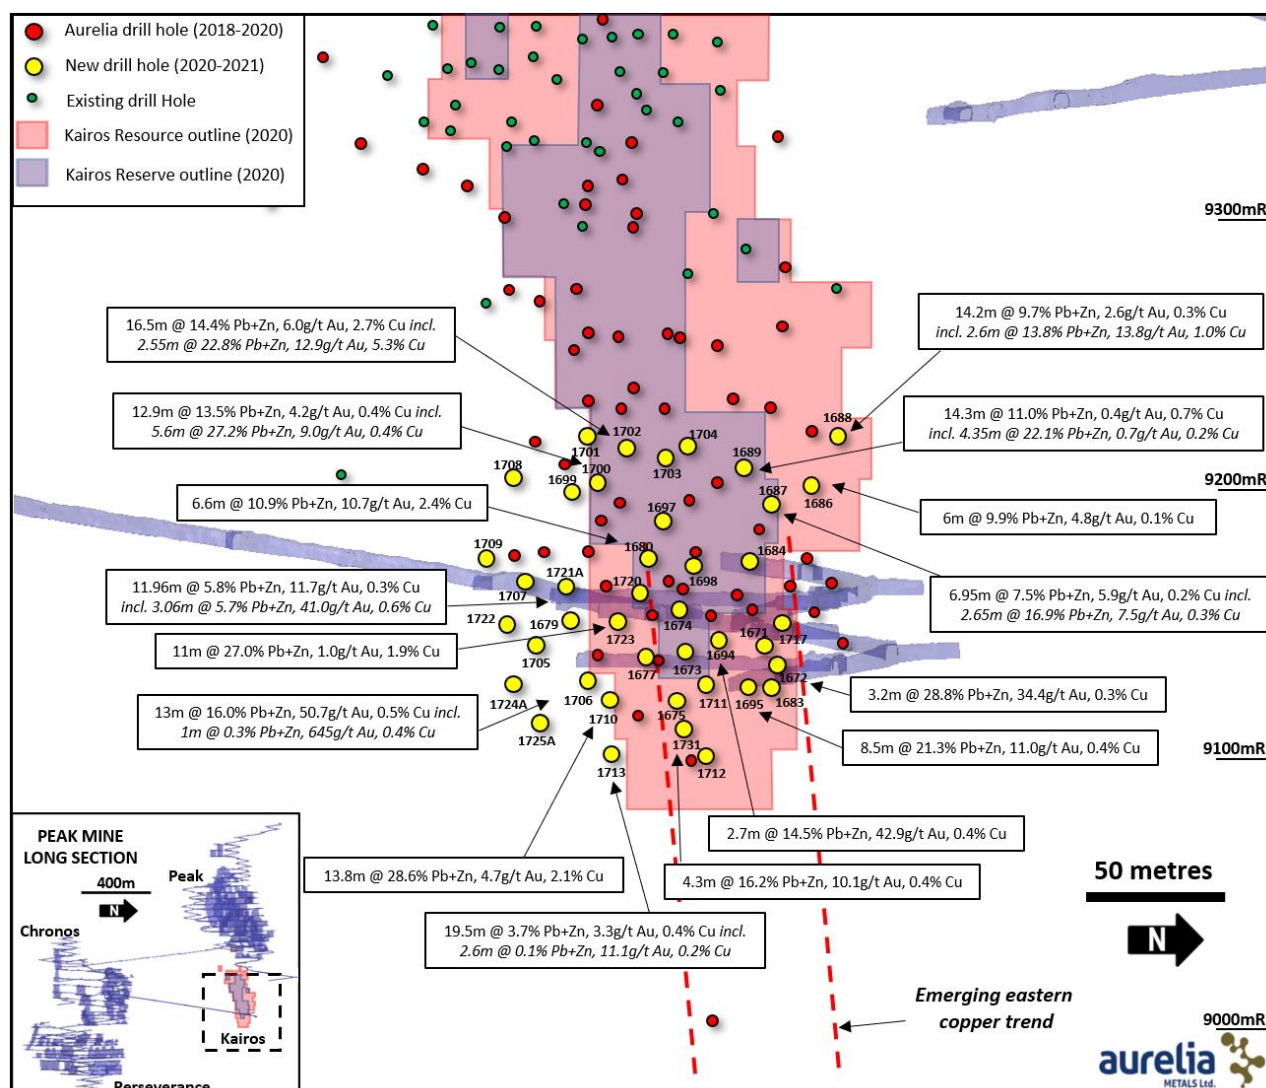 Aurelia drill hole (2018-2020)
New drill hole (2020-2021)
Existing drill Hole
Kairos Resource outline (2020)
Kairos Reserve outline (2020)
9300mR
16.5m @ 14.4% Pb+Zn, 6.0g/t Au, 2.7% Cu incl.
2.55m @ 22.8% Pb+Zn, 12.9g/t Au, 5.3% Cu
14.2m @ 9.7% Pb+Zn, 2.6g/t Au, 0.3% Cu
incl. 2.6m @ 13.8% Pb+Zn, 13.8g/t Au, 1.0% Cu
12.9m @ 13.5% Pb+Zn, 4.2g/t Au, 0.4% Cu incl.
5.6m @ 27.2% Pb+Zn, 9.0g/t Au, 0.4% Cu
14.3m @ 11.0% Pb+Zn, 0.4g/t Au, 0.7% Cu
incl. 4.35m @ 22.1% Pb+Zn, 0.7g/t Au, 0.2% Cu
1688
1702
1704
1701
1703
1689
1708
1700
1699
1687
1686
9200mR
6.6m @ 10.9% Pb+Zn, 10.7g/t Au, 2.4% Cu
6m @ 9.9% Pb+Zn, 4.8g/t Au, 0.1% Cu
1697
1709
1680
1684
1721A
1698
1707
1720
11.96m @ 5.8% Pb+Zn, 11.7g/t Au, 0.3% Cu
incl. 3.06m @ 5.7% Pb+Zn, 41.0g/t Au, 0.6% Cu
6.95m @ 7.5% Pb+Zn, 5.9g/t Au, 0.2% Cu incl.
2.65m @ 16.9% Pb+Zn, 7.5g/t Au, 0.3% Cu
1722
1679
1723
1674
1671
1717
11m @ 27.0% Pb+Zn, 1.0g/t Au, 1.9% Cu
1705
1677
1673
1694
1672
3.2m @ 28.8% Pb+Zn, 34.4g/t Au, 0.3% Cu
1724A
1706
1710
1675
1711
1695
1683
13m @ 16.0% Pb+Zn, 50.7g/t Au, 0.5% Cu incl.
1m @ 0.3% Pb+Zn, 645g/t Au, 0.4% Cu
1725A
1731
8.5m @ 21.3% Pb+Zn, 11.0g/t Au, 0.4% Cu
9100mR
1713
1712
2.7m @ 14.5% Pb+Zn, 42.9g/t Au, 0.4% Cu
13.8m @ 28.6% Pb+Zn, 4.7g/t Au, 2.1% Cu
4.3m @ 16.2% Pb+Zn, 10.1g/t Au, 0.4% Cu
19.5m @ 3.7% Pb+Zn, 3.3g/t Au, 0.4% Cu incl.
2.6m @ 0.1% Pb+Zn, 11.1g/t Au, 0.2% Cu
50 metres
N
Emerging eastern
copper trend
9000mR
aurelia
METALS Ltd.
PEAK MINE
LONG SECTION
400m
N
Peak
Chronos
Kairos
Perseverance